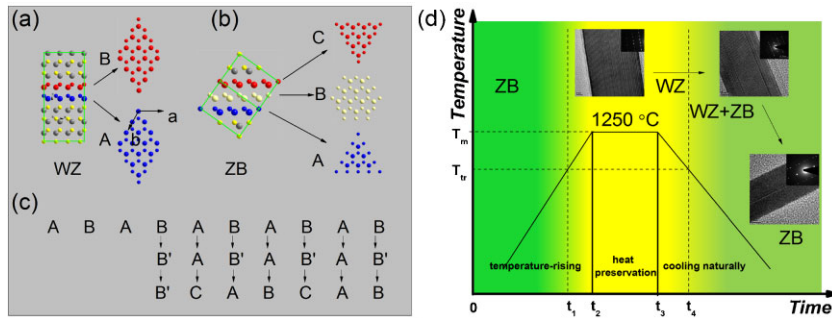 (a)
B
A
a
b
WZ
(b)
C
B
A
ZB
(c)
A B A B A B A B A B
B' A B' A B' A B'
B' C A B C A B
(d)
Temperature
ZB
WZ
WZ+ZB
ZB
1250 °C
Tm
Ttr
temperature-rising
heat
preservation
cooling naturally
0 t1 t2 t3 t4 Time